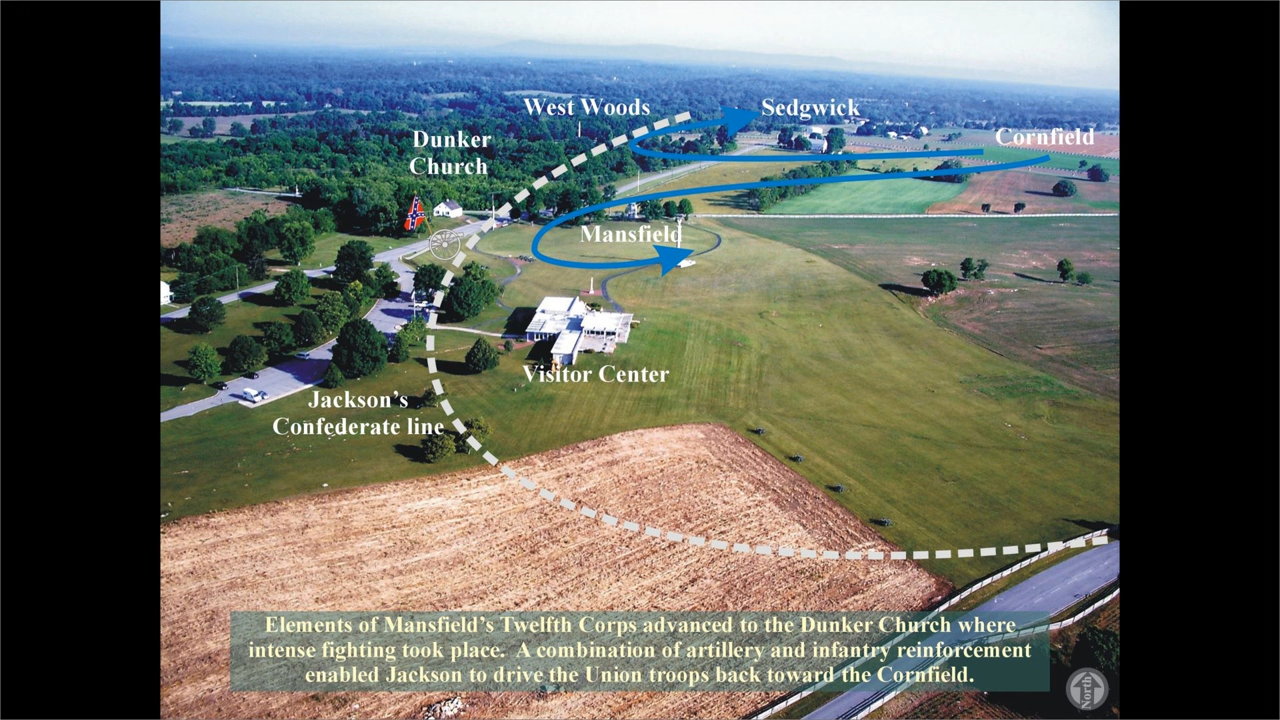 West Woods
Sedgwick
Dunker
Church
Cornfield
Mansfield
Visitor Center
Jackson’s
Confederate line
Elements of Mansfield’s Twelfth Corps advanced to the Dunker Church where
intense fighting took place.  A combination of artillery and infantry reinforcement
enabled Jackson to drive the Union troops back toward the Cornfield.
North